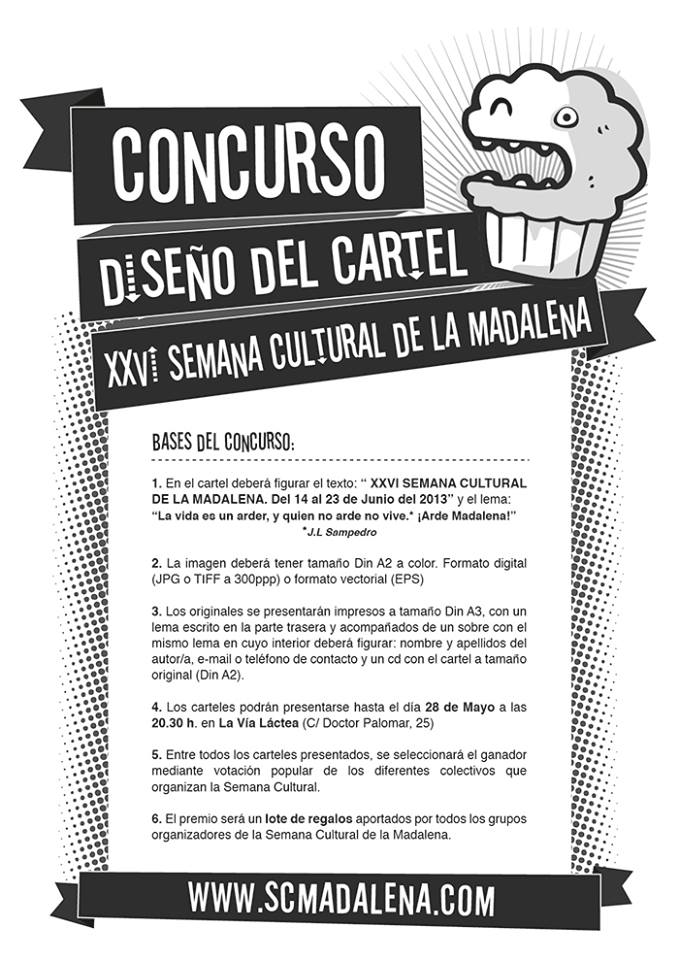 CONCURSO
DISEÑO DEL CARTEL
XXVI SEMANA CULTURAL DE LA MADALENA
BASES DEL CONCURSO:
1. En el cartel deberá figurar el texto: “ XXVI SEMANA CULTURAL
DE LA MADALENA. Del 14 al 23 de Junio del 2013” y el lema:
“La vida es un arder, y quien no arde no vive.* ¡Arde Madalena!”
*J.L Sampedro
2. La imagen deberá tener tamaño Din A2 a color. Formato digital
(JPG o TIFF a 300ppp) o formato vectorial (EPS)
3. Los originales se presentarán impresos a tamaño Din A3, con un
lema escrito en la parte trasera y acompañados de un sobre con el
mismo lema en cuyo interior deberá figurar: nombre y apellidos del
autor/a, e-mail o teléfono de contacto y un cd con el cartel a tamaño
original (Din A2).
4. Los carteles podrán presentarse hasta el día 28 de Mayo a las
20.30 h. en La Vía Láctea (C/ Doctor Palomar, 25)
5. Entre todos los carteles presentados, se seleccionará el ganador
mediante votación popular de los diferentes colectivos que
organizan la Semana Cultural.
6. El premio será un lote de regalos aportados por todos los grupos
organizadores de la Semana Cultural de la Madalena.
WWW.SCMADALENA.COM